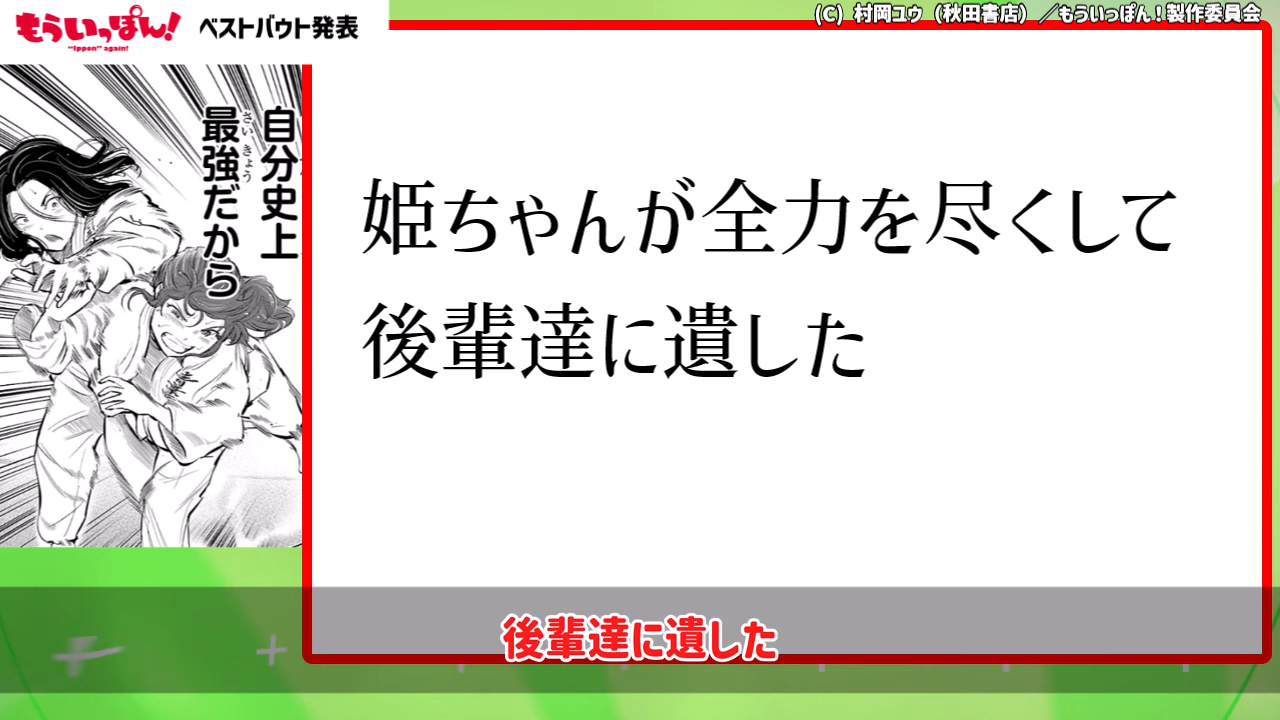 もういっぽん!
"Ippon" again!
ベストバウト発表
(C) 村岡ユウ（秋田書店）／もういっぽん！製作委員会
自分史上
最強だから
さいきょう
姫ちゃんが全力を尽くして
後輩達に遺した
後輩達に遺した